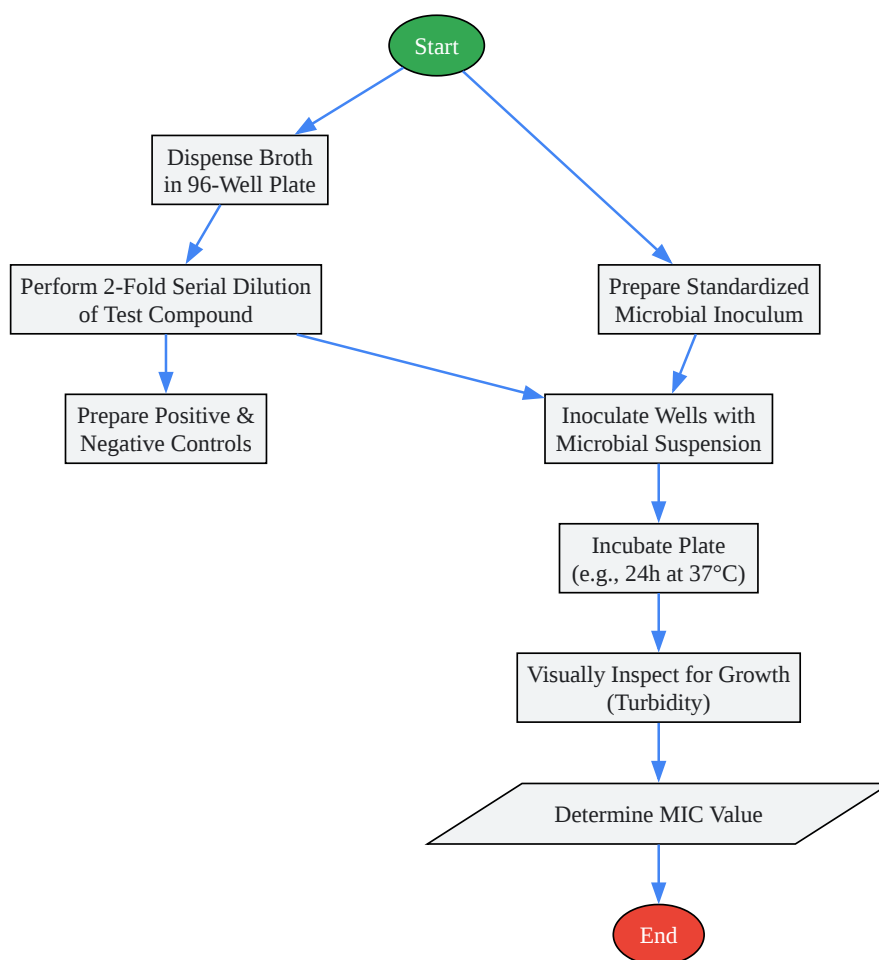 Start
Dispense Broth
in 96-Well Plate
Perform 2-Fold Serial Dilution
of Test Compound
Prepare Standardized
Microbial Inoculum
Prepare Positive &
Negative Controls
Inoculate Wells with
Microbial Suspension
Incubate Plate
(e.g., 24h at 37°C)
Visually Inspect for Growth
(Turbidity)
Determine MIC Value
End